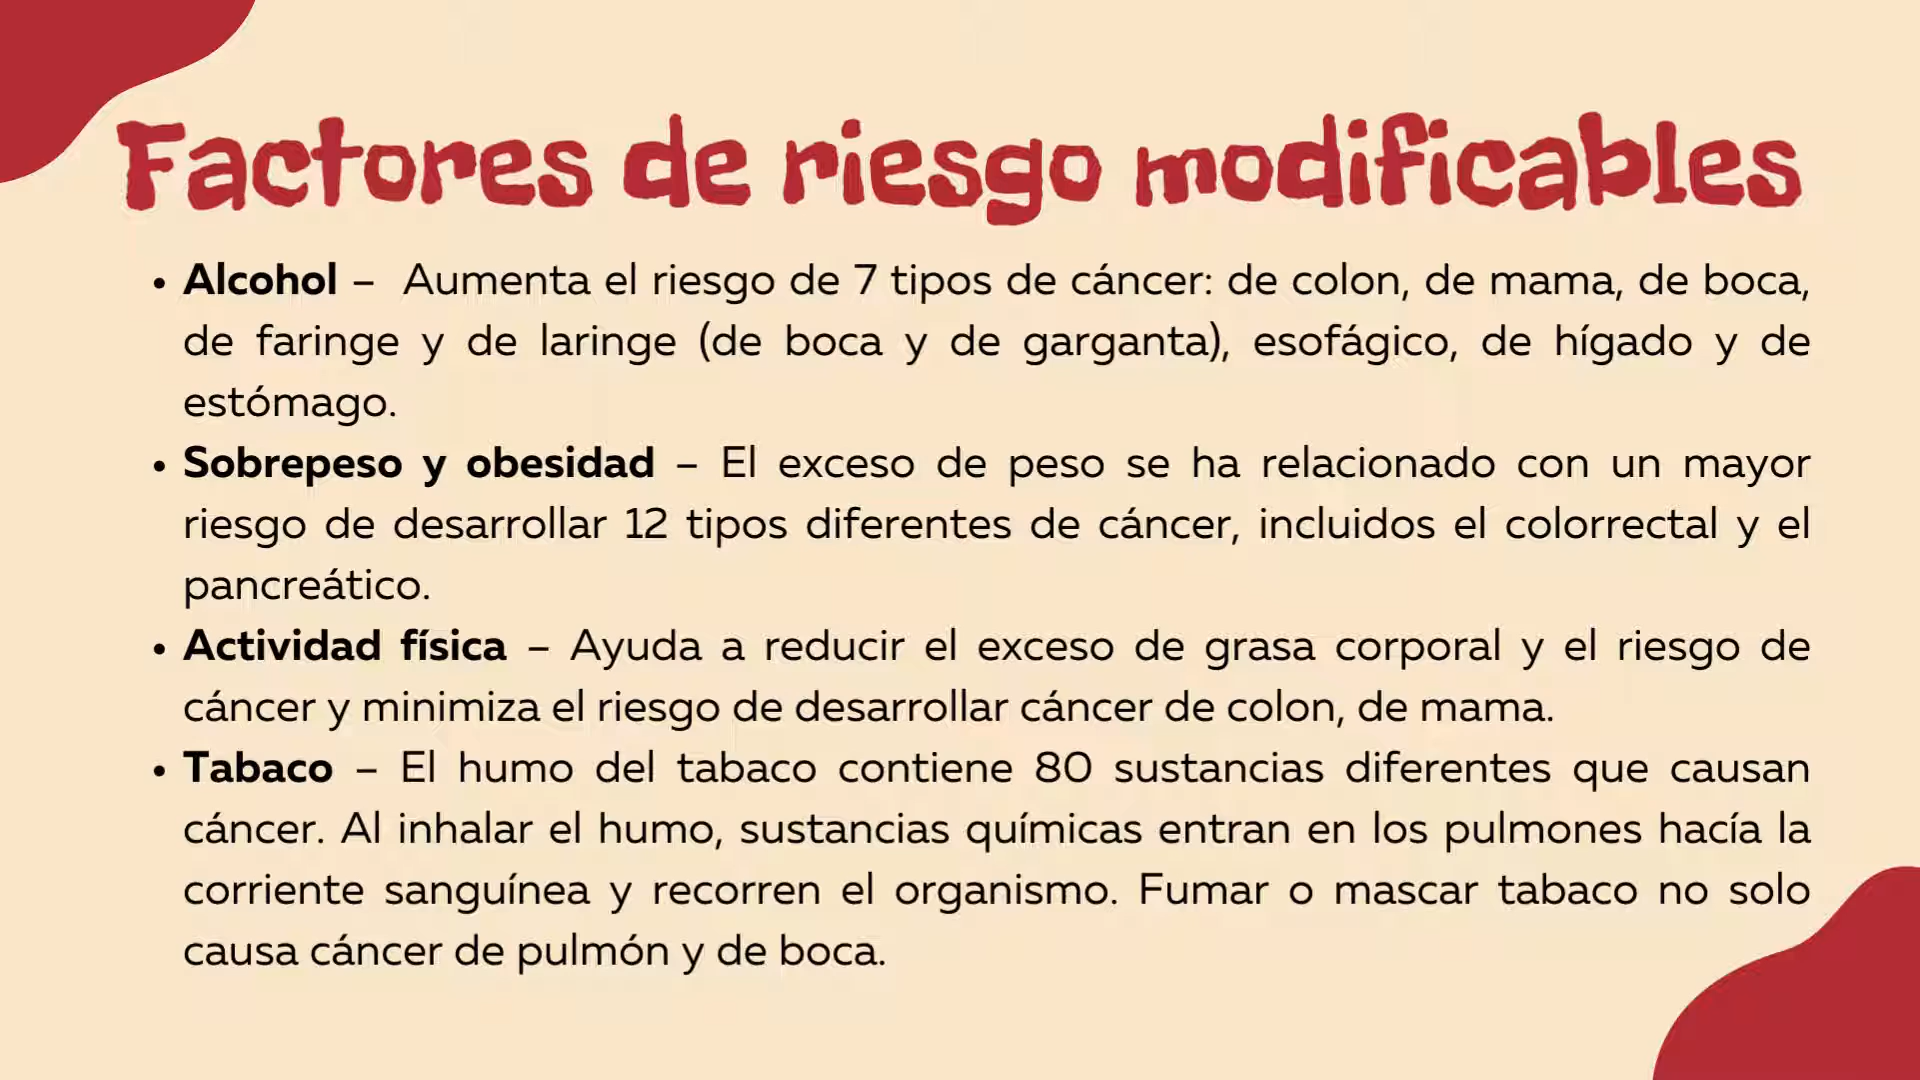 Factores de riesgo modificables
• Alcohol – Aumenta el riesgo de 7 tipos de cáncer: de colon, de mama, de boca,
de faringe y de laringe (de boca y de garganta), esofágico, de hígado y de
estómago.
• Sobrepeso y obesidad – El exceso de peso se ha relacionado con un mayor
riesgo de desarrollar 12 tipos diferentes de cáncer, incluidos el colorrectal y el
pancreático.
• Actividad física – Ayuda a reducir el exceso de grasa corporal y el riesgo de
cáncer y minimiza el riesgo de desarrollar cáncer de colon, de mama.
• Tabaco – El humo del tabaco contiene 80 sustancias diferentes que causan
cáncer. Al inhalar el humo, sustancias químicas entran en los pulmones hacía la
corriente sanguínea y recorren el organismo. Fumar o mascar tabaco no solo
causa cáncer de pulmón y de boca.